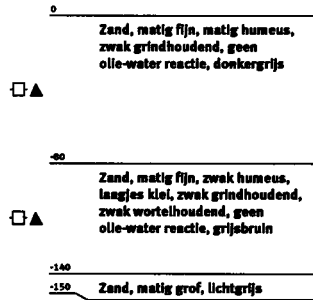 0
Zand, matig fijn, matig humeus,
zwak grindhoudend, geen
olie-water reactie, donkergrijs
-80
Zand, matig fijn, zwak humeus,
laagjes klei, zwak grindhoudend,
zwak wortelhoudend, geen
olie-water reactie, grijsbruin
-140
-150 Zand, matig grof, lichtgrijs